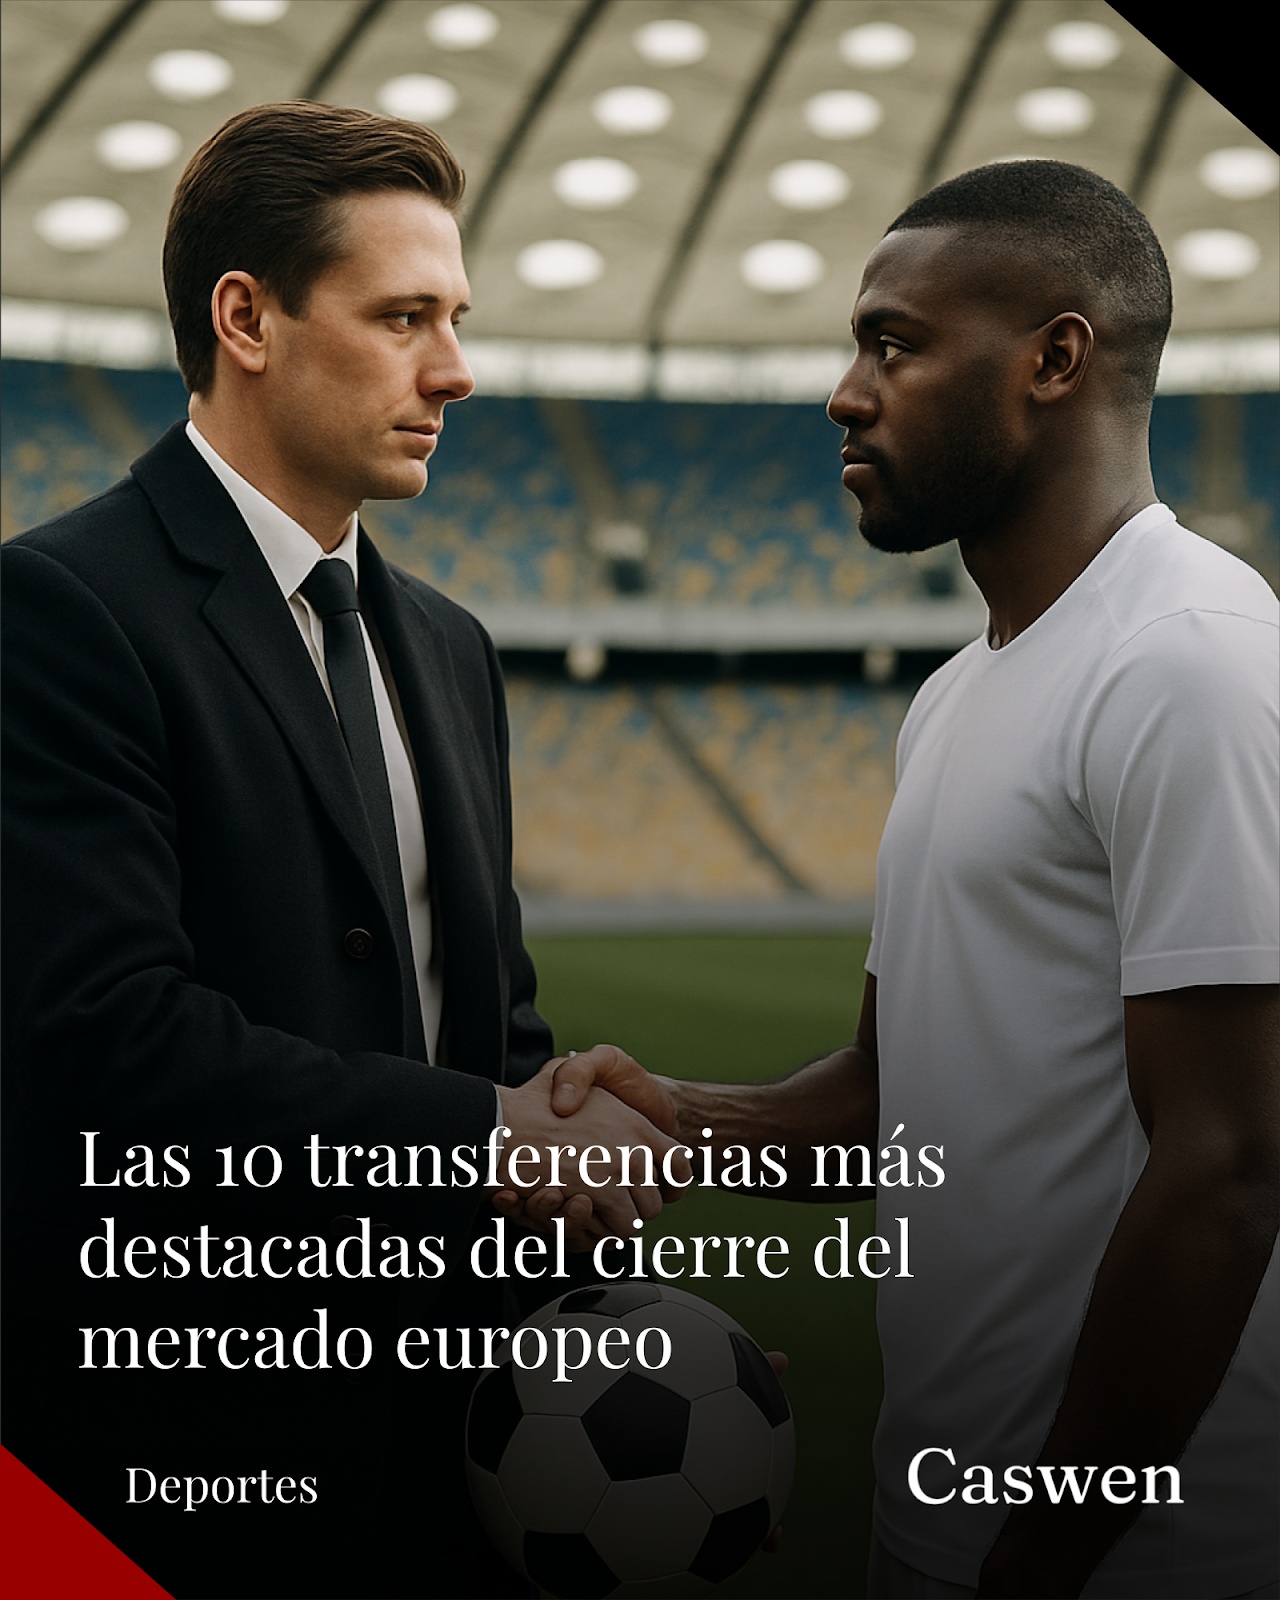 Las 10 transferencias más
destacadas del cierre del
mercado europeo
Deportes
Caswen